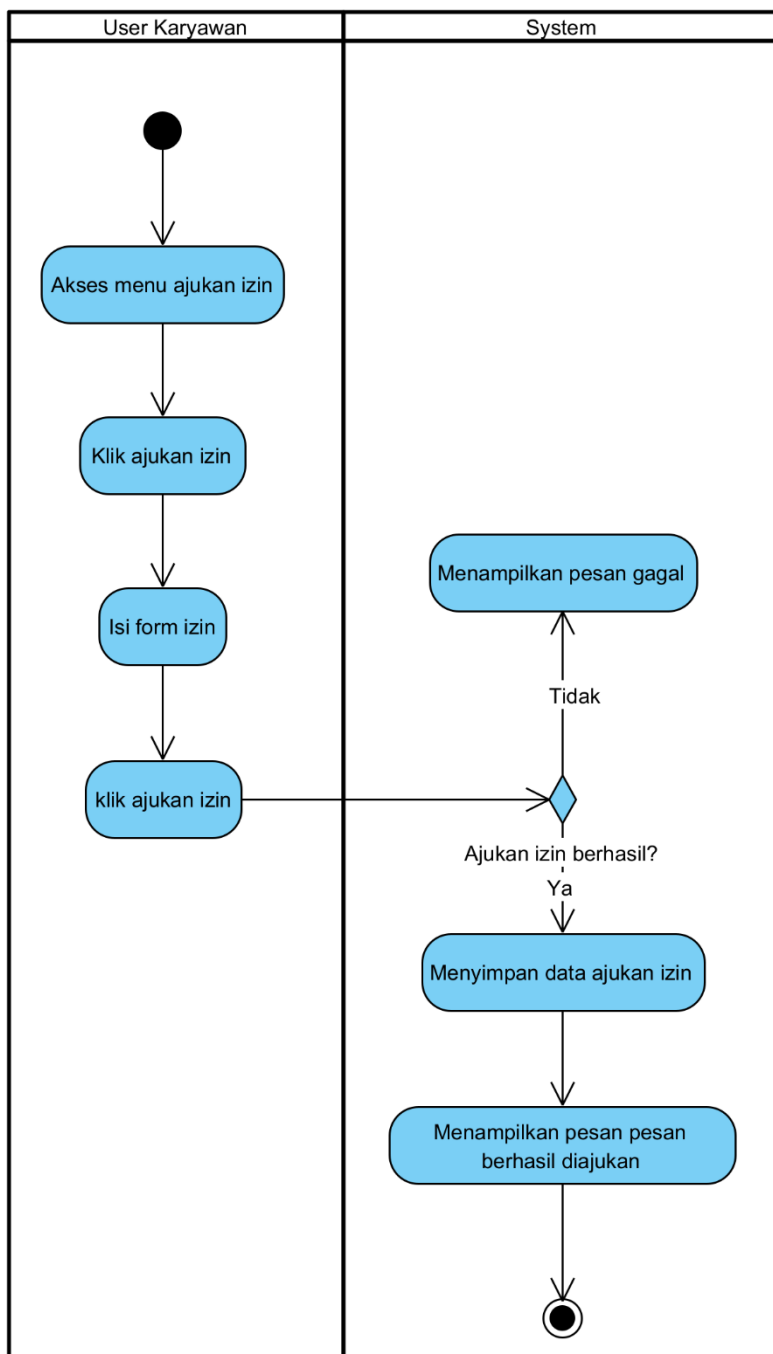 User Karyawan
System
Akses menu ajukan izin
Klik ajukan izin
Isi form izin
klik ajukan izin
Menampilkan pesan gagal
Tidak
Ajukan izin berhasil?
Ya
Menyimpan data ajukan izin
Menampilkan pesan pesan
berhasil diajukan